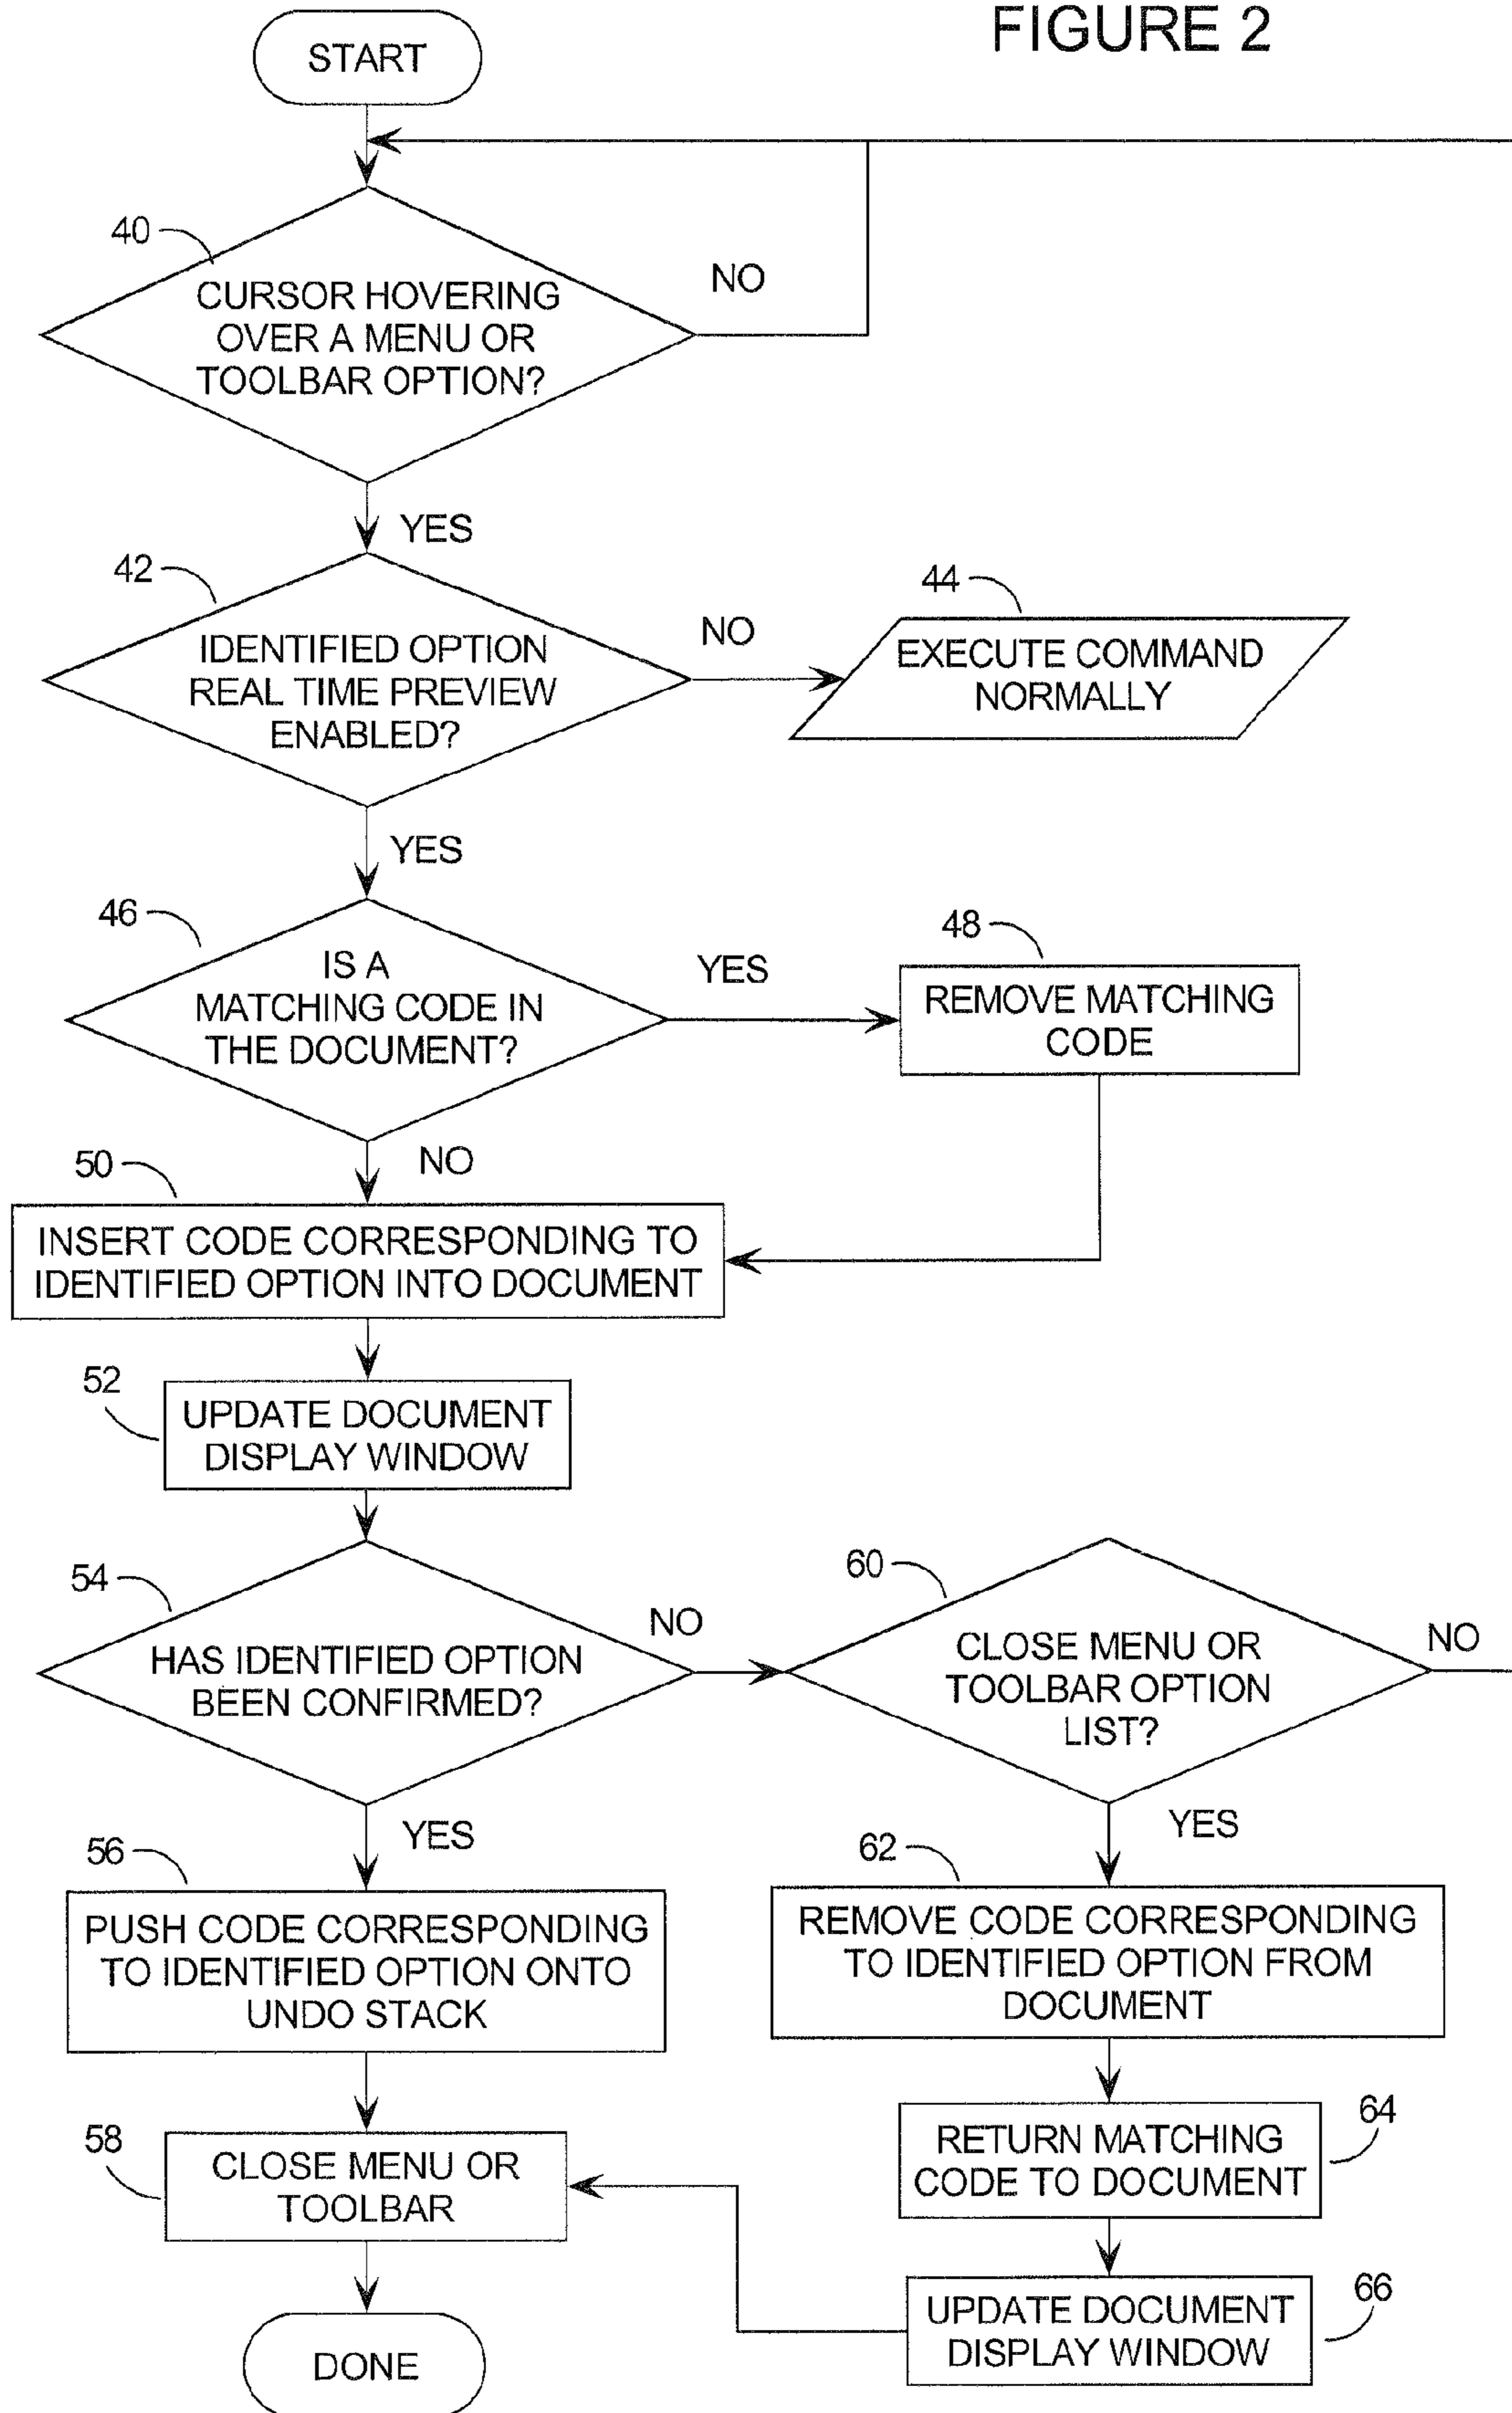 FIGURE 2
START
40
CURSOR HOVERING
OVER A MENU OR
TOOLBAR OPTION?
NO
YES
42
IDENTIFIED OPTION
REAL TIME PREVIEW
ENABLED?
NO
44
EXECUTE COMMAND
NORMALLY
YES
46
IS A
MATCHING CODE IN
THE DOCUMENT?
YES
48
REMOVE MATCHING
CODE
NO
50
INSERT CODE CORRESPONDING TO
IDENTIFIED OPTION INTO DOCUMENT
52
UPDATE DOCUMENT
DISPLAY WINDOW
54
HAS IDENTIFIED OPTION
BEEN CONFIRMED?
NO
60
CLOSE MENU OR
TOOLBAR OPTION
LIST?
NO
YES
56
PUSH CODE CORRESPONDING
TO IDENTIFIED OPTION ONTO
UNDO STACK
YES
62
REMOVE CODE CORRESPONDING
TO IDENTIFIED OPTION FROM
DOCUMENT
58
CLOSE MENU OR
TOOLBAR
64
RETURN MATCHING
CODE TO DOCUMENT
66
UPDATE DOCUMENT
DISPLAY WINDOW
DONE